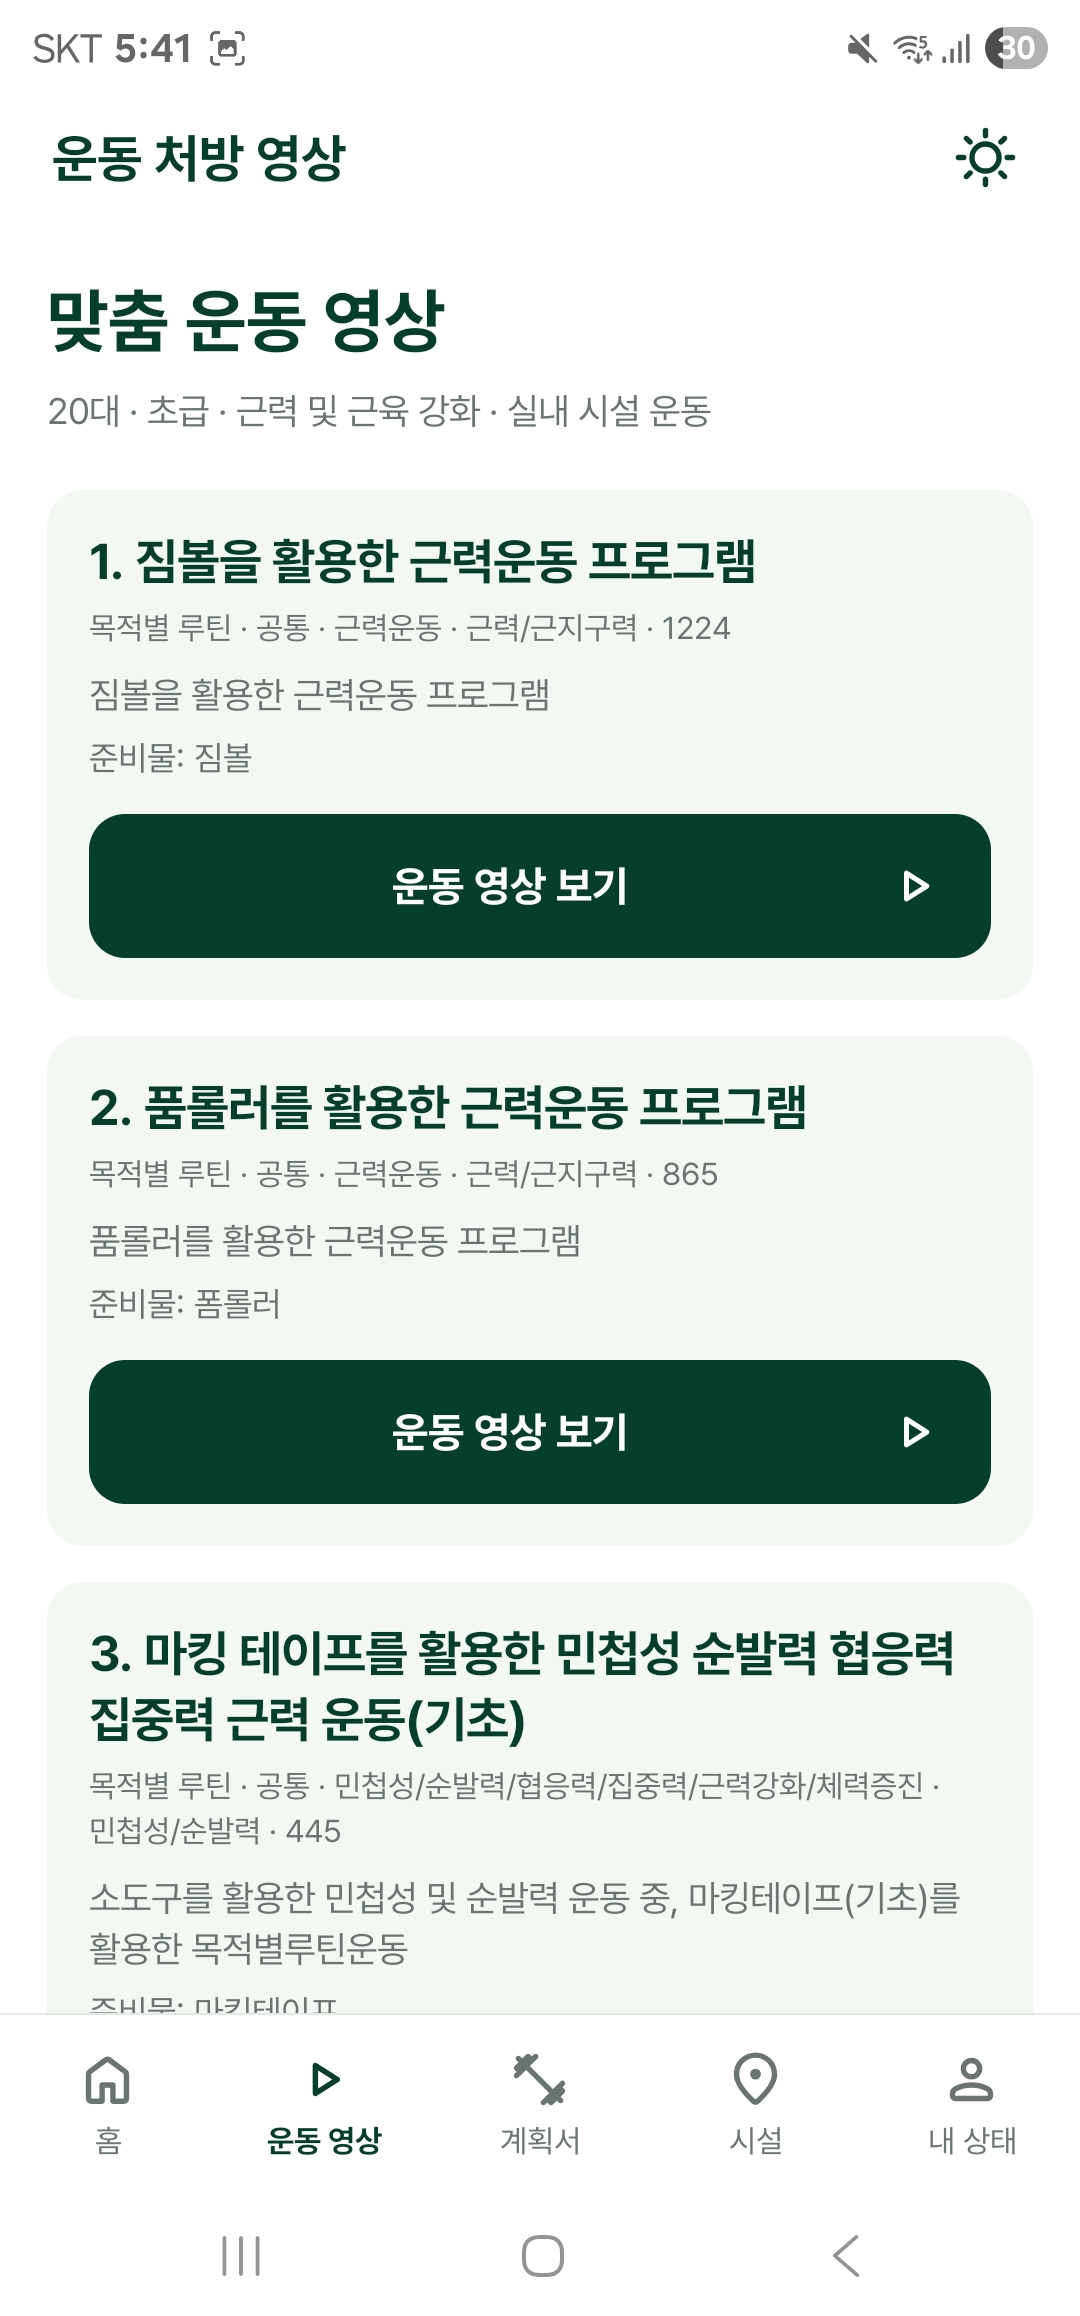 SKT 5:41
5
30
운동 처방 영상
맞춤 운동 영상
20대 · 초급 · 근력 및 근육 강화 · 실내 시설 운동
1. 짐볼을 활용한 근력운동 프로그램
목적별 루틴 · 공통 · 근력운동 · 근력/근지구력 · 1224
짐볼을 활용한 근력운동 프로그램
준비물: 짐볼
운동 영상 보기
2. 품롤러를 활용한 근력운동 프로그램
목적별 루틴 · 공통 · 근력운동 · 근력/근지구력 · 865
품롤러를 활용한 근력운동 프로그램
준비물: 폼롤러
운동 영상 보기
3. 마킹 테이프를 활용한 민첩성 순발력 협응력
집중력 근력 운동(기초)
목적별 루틴 · 공통 · 민첩성/순발력/협응력/집중력/근력강화/체력증진 ·
민첩성/순발력 · 445
소도구를 활용한 민첩성 및 순발력 운동 중, 마킹테이프(기초)를
활용한 목적별루틴운동
준비물: 마킹테이프
홈
운동 영상
계획서
시설
내 상태